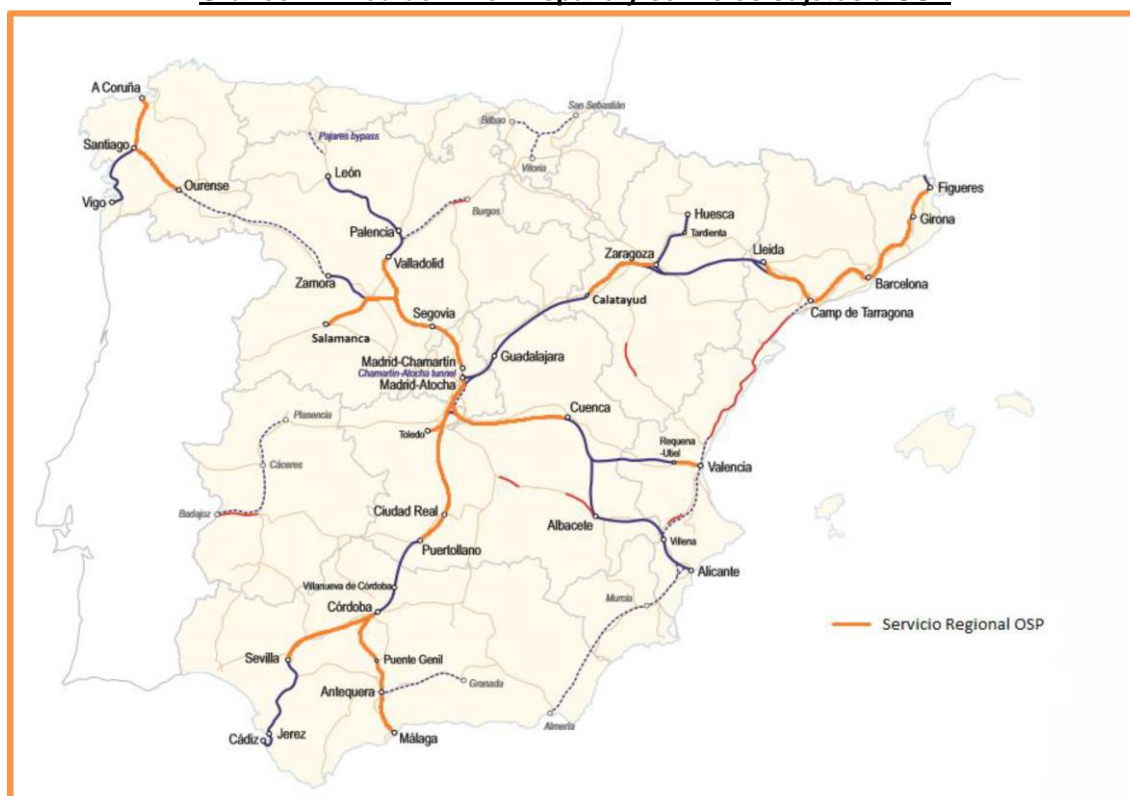 A Coruña
San Sebastián
Bilbao
Pajares bypass
Santiago
Vitoria
León
Ourense
Figueres
Vigo
Burgos
Huesca
Girona
Palencia
Tardienta
Zaragoza
Lleida
Valladolid
Barcelona
Zamora
Calatayud
Segovia
Camp de Tarragona
Salamanca
Madrid-Chamartín
Guadalajara
Chamartín-Atocha tunnel
Madrid-Atocha
Cuenca
Plasencia
Toledo
Requena
-Utiel
Valencia
Cáceres
Badajoz
Ciudad Real
Albacete
Villena
Puertollano
Alicante
Villanueva de Córdoba
Murcia
Córdoba
Servicio Regional OSP
Sevilla
Puente Genil
Granada
Antequera
Almería
Jerez
Cádiz
Málaga